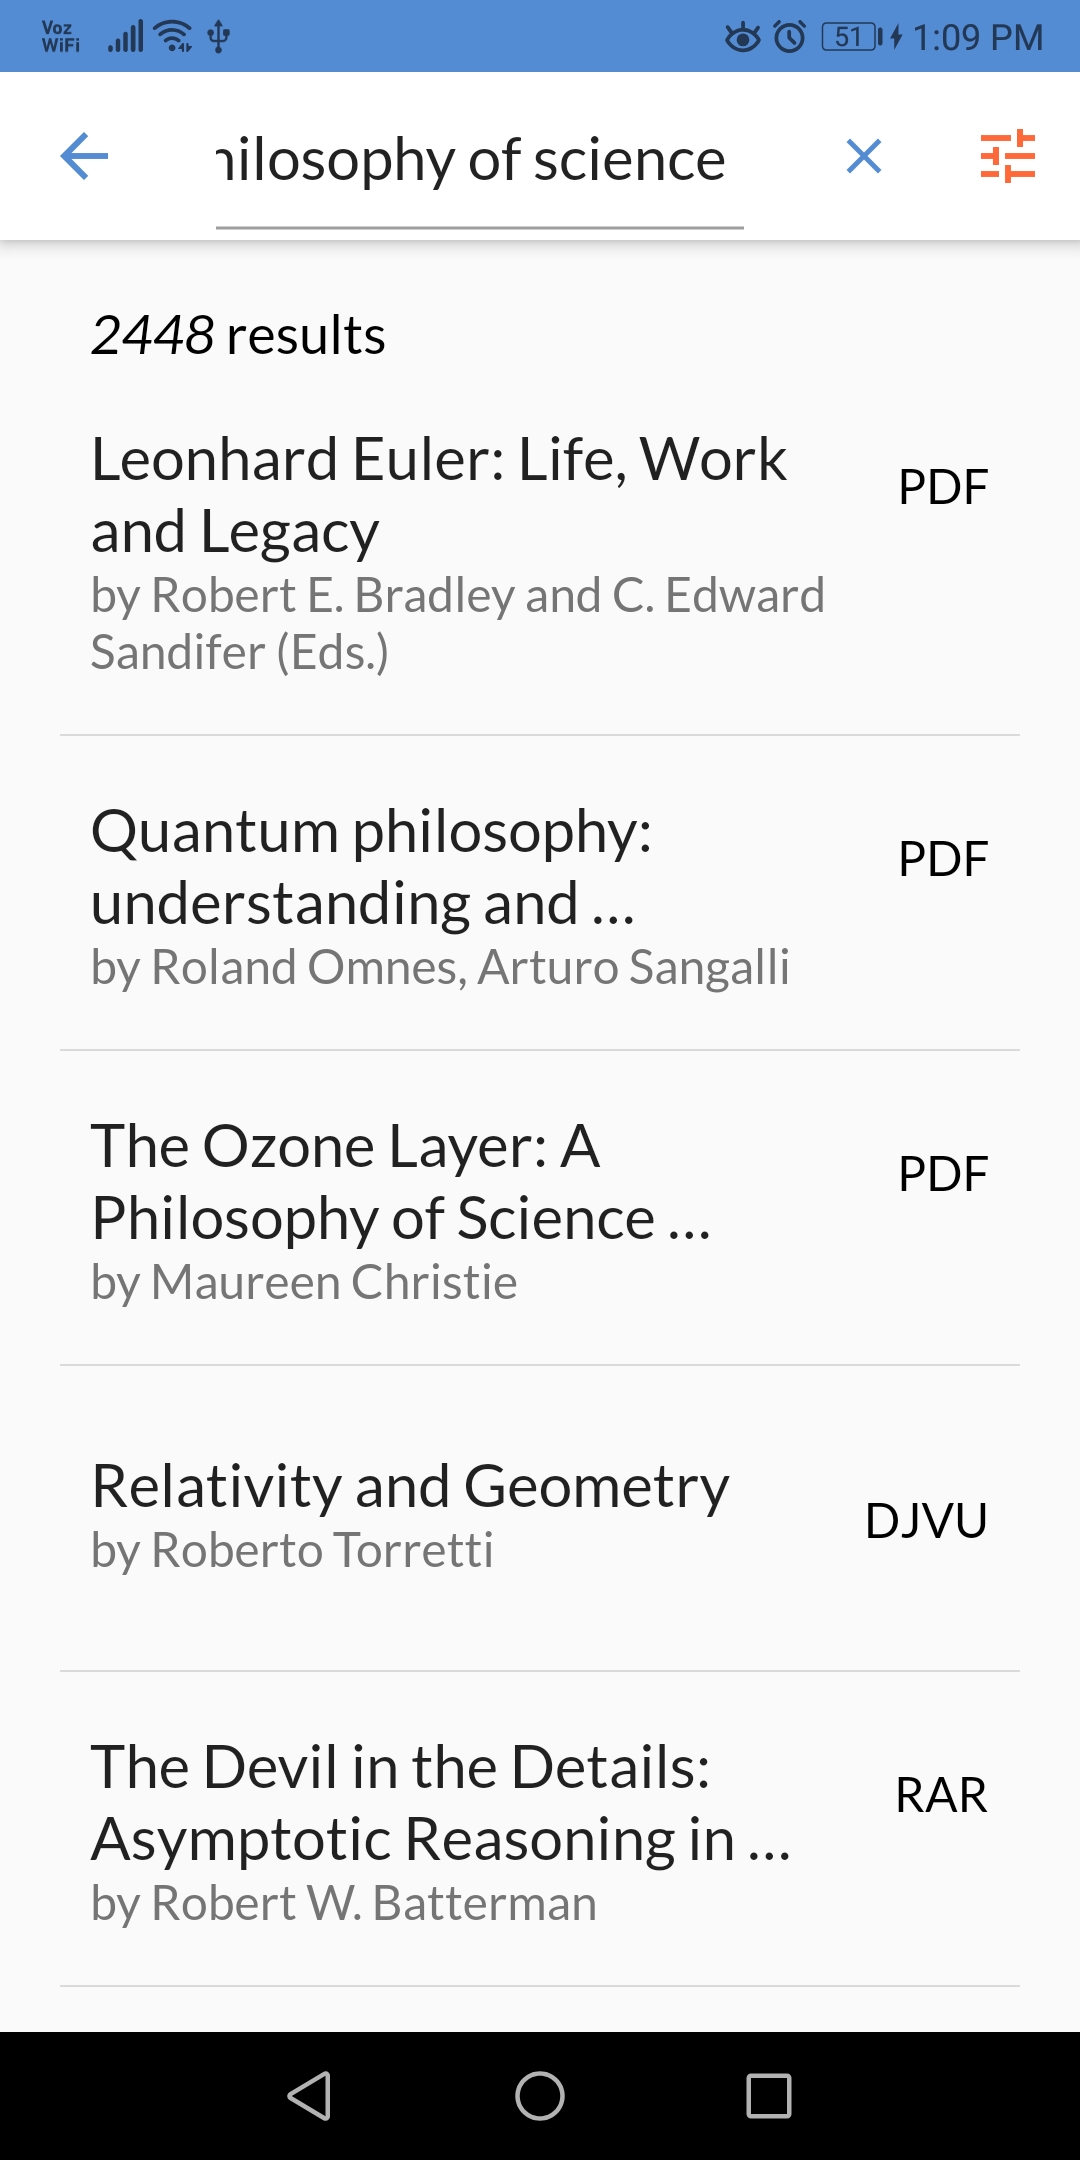 Voz
WiFi
51
1:09 PM
hilosophy of science
2448 results
Leonhard Euler: Life, Work
and Legacy
PDF
by Robert E. Bradley and C. Edward
Sandifer (Eds.)
Quantum philosophy:
understanding and ...
PDF
by Roland Omnes, Arturo Sangalli
The Ozone Layer: A
Philosophy of Science ...
PDF
by Maureen Christie
Relativity and Geometry
DJVU
by Roberto Torretti
The Devil in the Details:
Asymptotic Reasoning in ...
RAR
by Robert W. Batterman